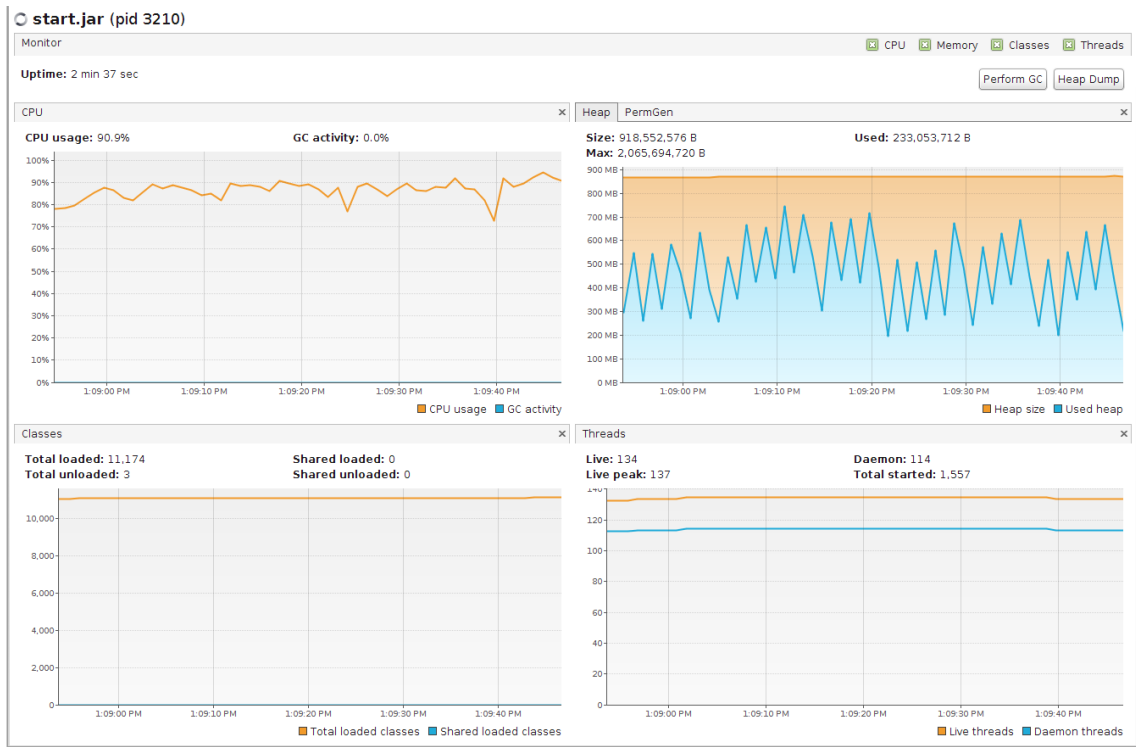 start.jar (pid 3210)
Monitor
CPU Memory Classes Threads
Uptime: 2 min 37 sec
Perform GC Heap Dump
CPU
CPU usage: 90.9% GC activity: 0.0%
100%
90%
80%
70%
60%
50%
40%
30%
20%
10%
0%
1:09:00 PM 1:09:10 PM 1:09:20 PM 1:09:30 PM 1:09:40 PM
CPU usage GC activity
Heap PermGen
Size: 918,552,576 B Used: 233,053,712 B
Max: 2,065,694,720 B
900 MB
800 MB
700 MB
600 MB
500 MB
400 MB
300 MB
200 MB
100 MB
0 MB
1:09:00 PM 1:09:10 PM 1:09:20 PM 1:09:30 PM 1:09:40 PM
Heap size Used heap
Classes
Total loaded: 11,174 Shared loaded: 0
Total unloaded: 3 Shared unloaded: 0
10,000
8,000
6,000
4,000
2,000
0
1:09:00 PM 1:09:10 PM 1:09:20 PM 1:09:30 PM 1:09:40 PM
Total loaded classes Shared loaded classes
Threads
Live: 134 Daemon: 114
Live peak: 137 Total started: 1,557
140
120
100
80
60
40
20
0
1:09:00 PM 1:09:10 PM 1:09:20 PM 1:09:30 PM 1:09:40 PM
Live threads Daemon threads